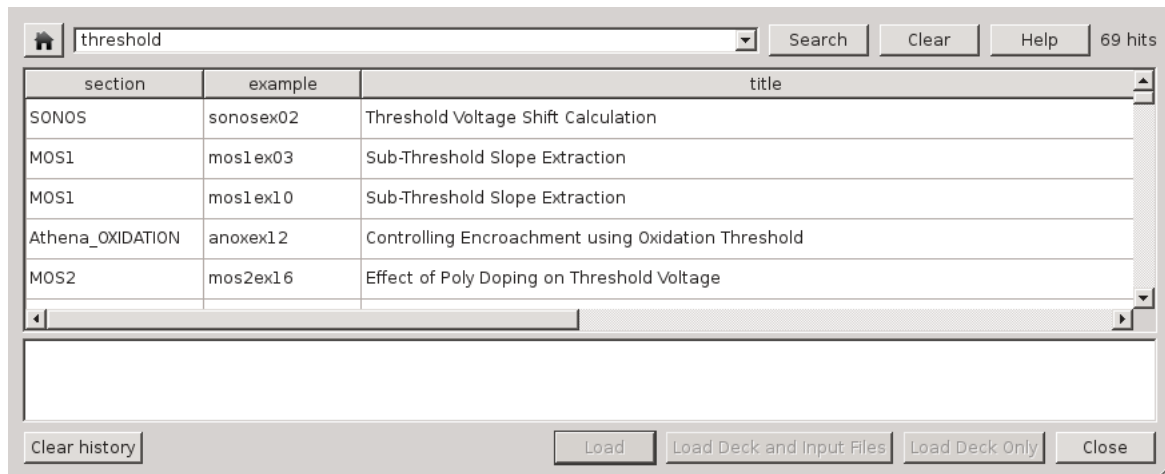 threshold Search Clear Help 69 hits
section example title
SONOS sonosex02 Threshold Voltage Shift Calculation
MOS1 mos1ex03 Sub-Threshold Slope Extraction
MOS1 mos1ex10 Sub-Threshold Slope Extraction
Athena_OXIDATION anoxex12 Controlling Encroachment using Oxidation Threshold
MOS2 mos2ex16 Effect of Poly Doping on Threshold Voltage
Clear history Load Load Deck and Input Files Load Deck Only Close